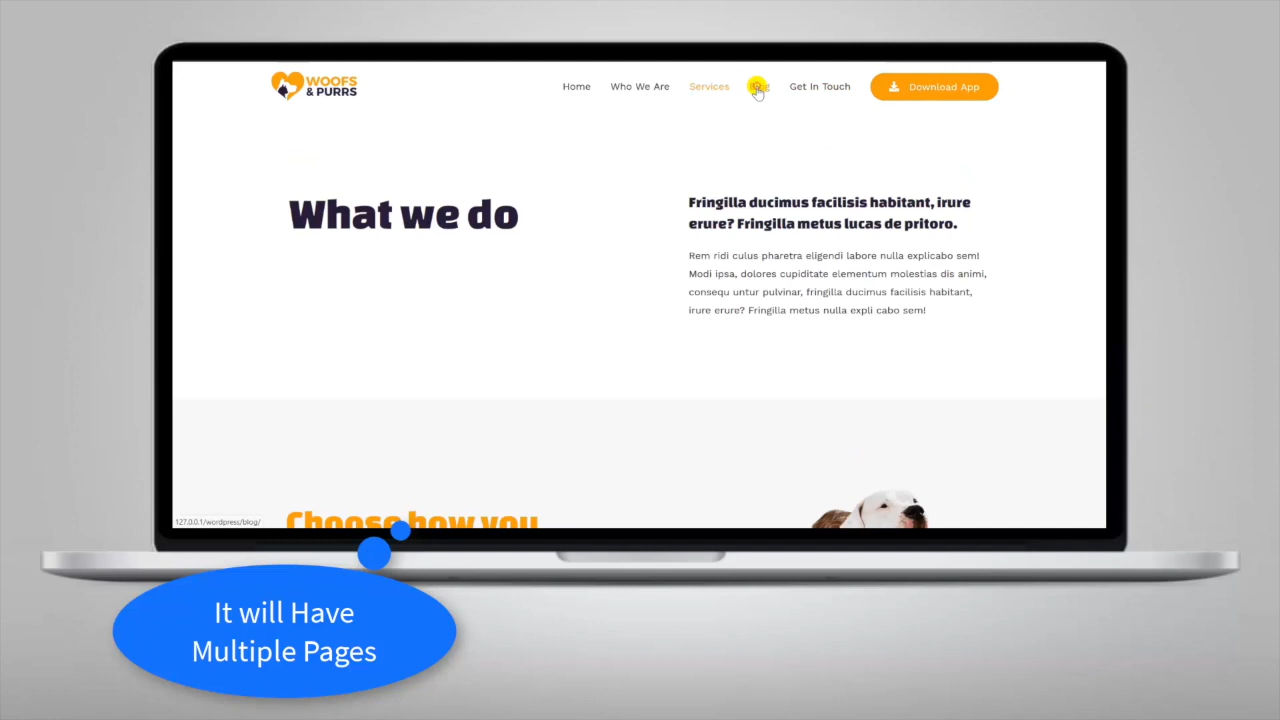 WOOFS
& PURRS
Home
Who We Are
Services
Get In Touch
Download App
What we do
Fringilla ducimus facilisis habitant, irure
erure? Fringilla metus lucas de pritoro.
Rem ridi culus pharetra eligendi labore nulla explicabo sem!
Modi ipsa, dolores cupiditate elementum molestias dis animi,
consequ untur pulvinar, fringilla ducimus facilisis habitant,
irure erure? Fringilla metus nulla expli cabo sem!
Choose how you
127.0.0.1/wordpress/blog/
It will Have
Multiple Pages